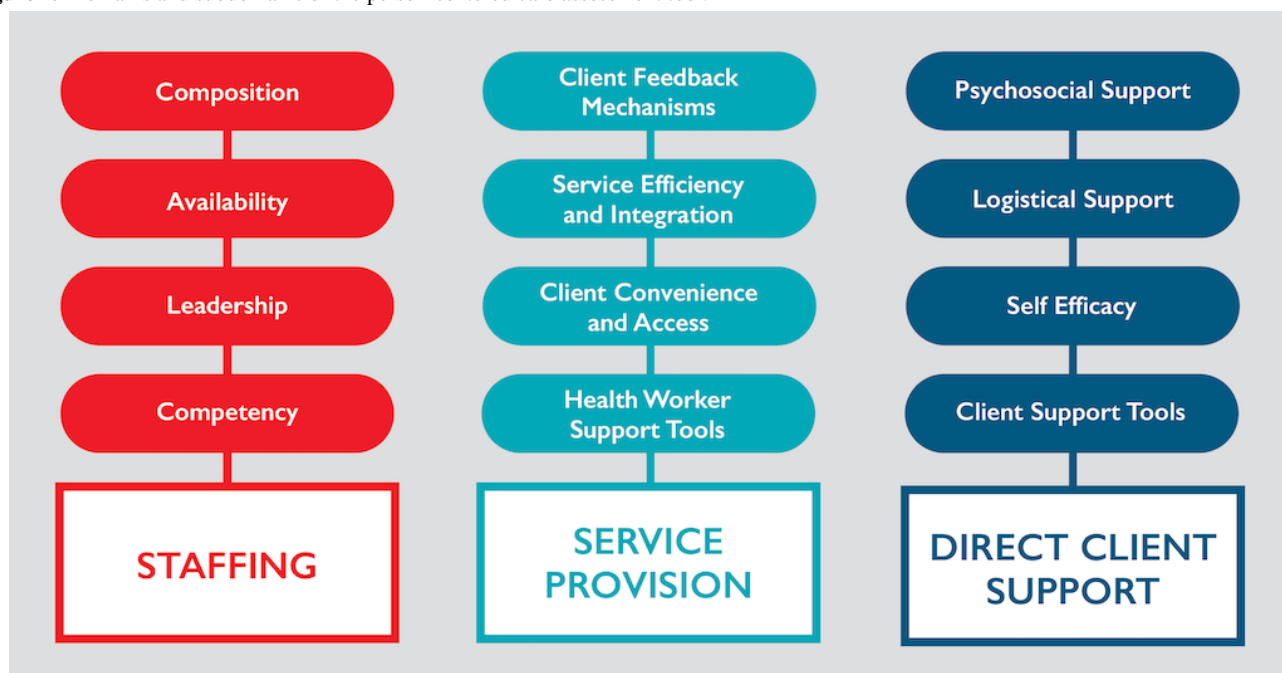 Composition
Availability
Leadership
Competency
STAFFING
Client Feedback
Mechanisms
Service Efficiency
and Integration
Client Convenience
and Access
Health Worker
Support Tools
SERVICE
PROVISION
Psychosocial Support
Logistical Support
Self Efficacy
Client Support Tools
DIRECT CLIENT
SUPPORT